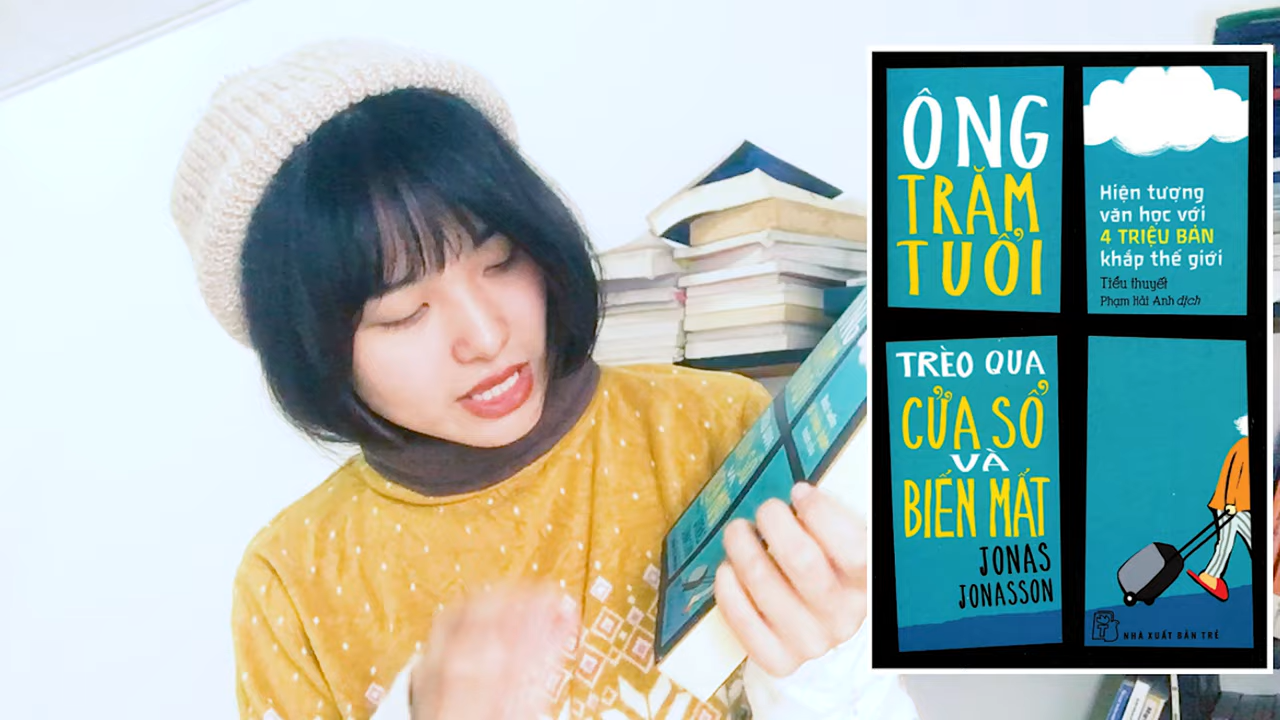 ÔNG
TRĂM
TUỔI
Hiện tượng
văn học với
4 TRIỆU BẢN
khắp thế giới
Tiểu thuyết
Phạm Hải Anh dịch
TRÈO QUA
CỬA SỔ
VÀ
BIẾN MẤT
JONAS
JONASSON
NHÀ XUẤT BẢN TRẺ